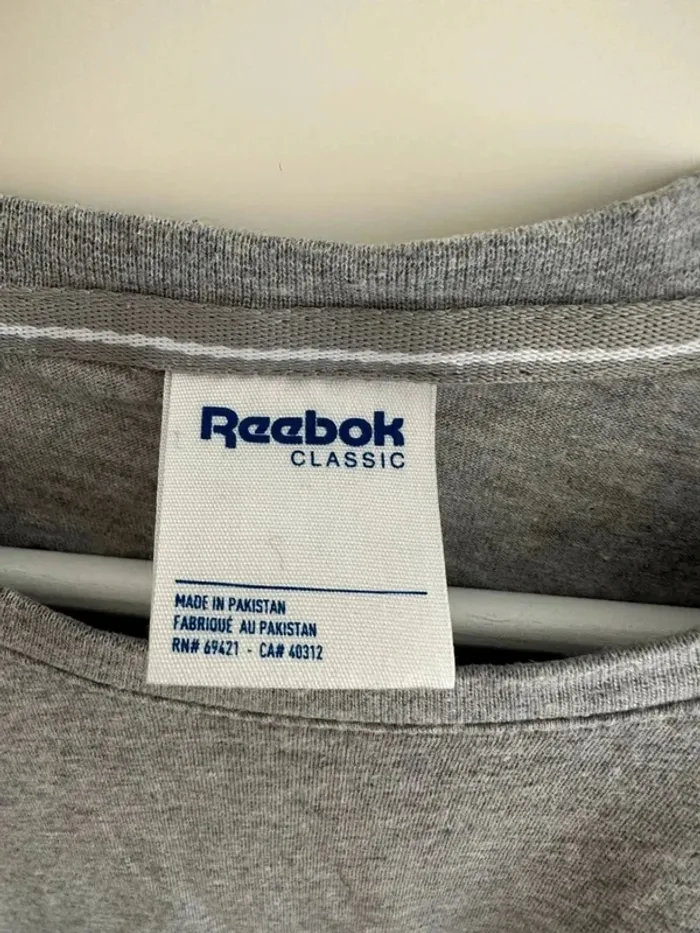 Reebok
CLASSIC
MADE IN PAKISTAN
FABRIQUÉ AU PAKISTAN
RN# 69421 - CA# 40312